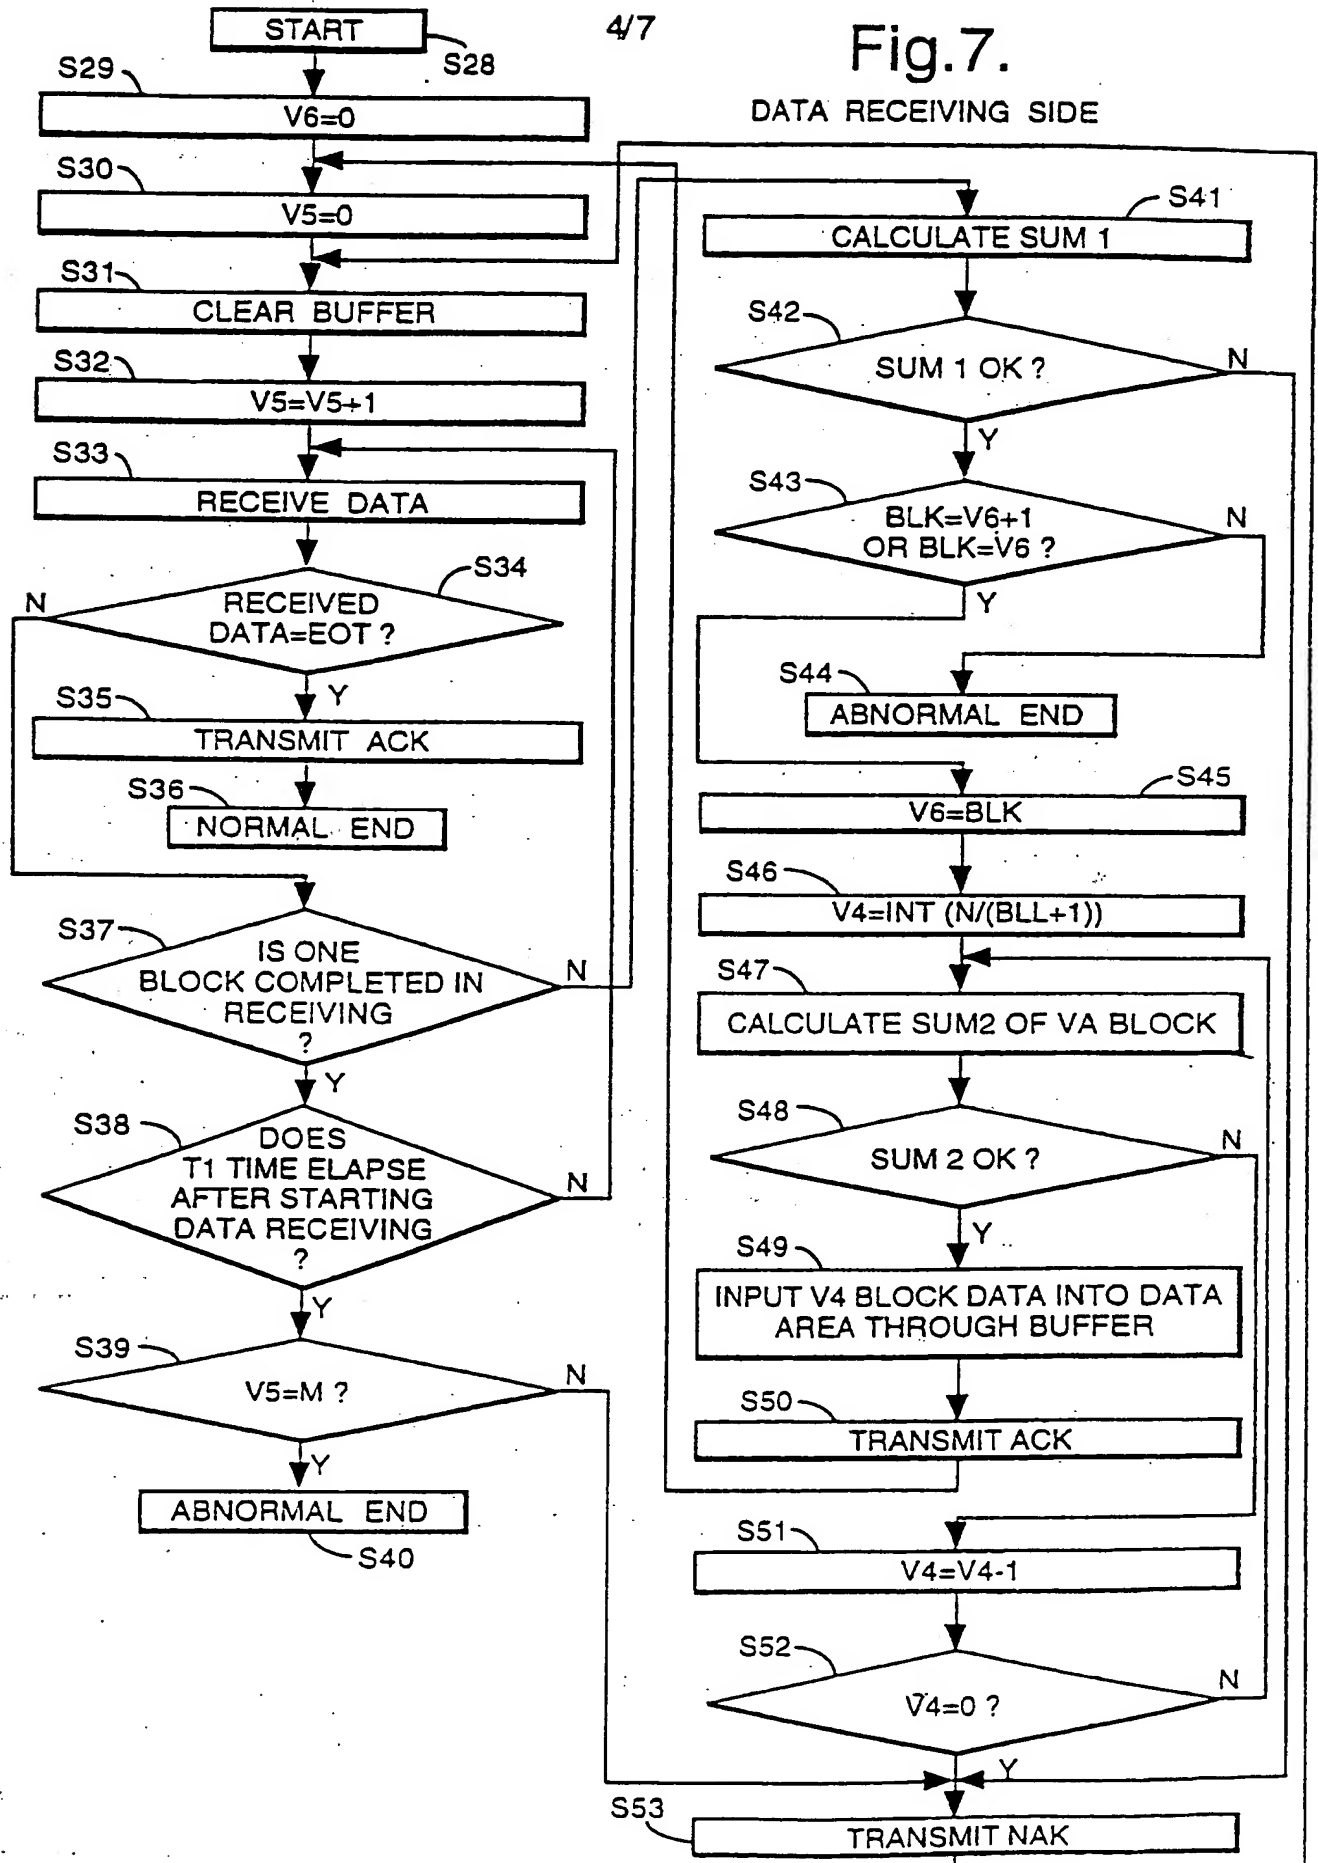 4/7
Fig.7.
DATA RECEIVING SIDE
START
S28
S29
V6=0
S30
V5=0
S31
CLEAR BUFFER
S32
V5=V5+1
S33
RECEIVE DATA
S34
N
RECEIVED
DATA=EOT ?
Y
S35
TRANSMIT ACK
S36
NORMAL END
S37
IS ONE
BLOCK COMPLETED IN
RECEIVING
?
N
Y
S38
DOES
T1 TIME ELAPSE
AFTER STARTING
DATA RECEIVING
?
N
Y
S39
V5=M ?
N
Y
ABNORMAL END
S40
S41
CALCULATE SUM 1
S42
SUM 1 OK ?
N
Y
S43
BLK=V6+1
OR BLK=V6 ?
N
Y
S44
ABNORMAL END
S45
V6=BLK
S46
V4=INT (N/(BLL+1))
S47
CALCULATE SUM2 OF VA BLOCK
S48
SUM 2 OK ?
N
Y
S49
INPUT V4 BLOCK DATA INTO DATA
AREA THROUGH BUFFER
S50
TRANSMIT ACK
S51
V4=V4-1
S52
V4=0 ?
N
Y
S53
TRANSMIT NAK